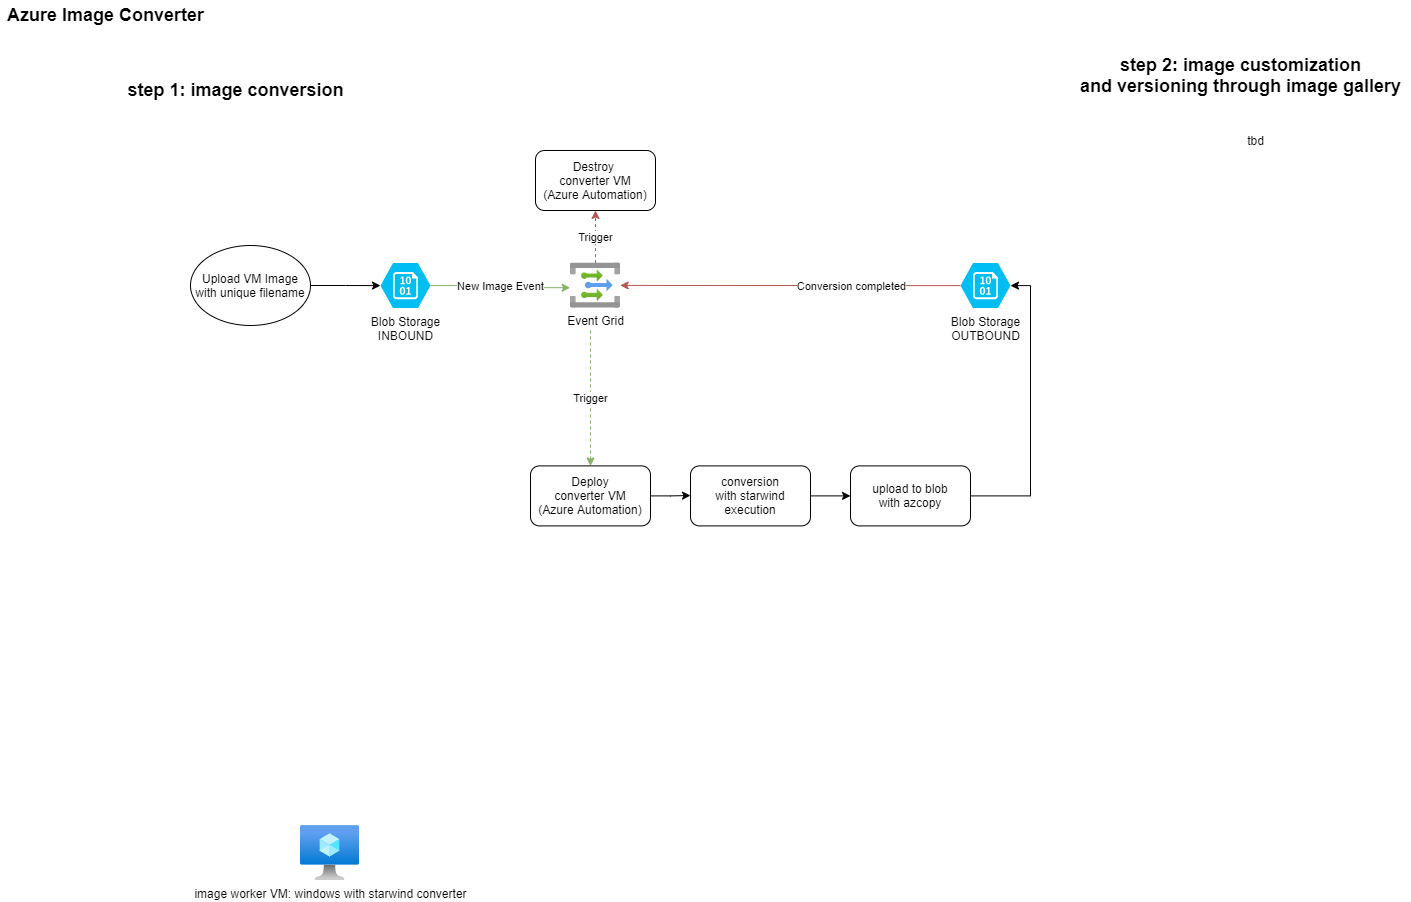 Azure Image Converter
step 1: image conversion
step 2: image customization
and versioning through image gallery
tbd
Destroy
converter VM
(Azure Automation)
Trigger
Upload VM Image
with unique filename
10
01
Blob Storage
INBOUND
New Image Event
Event Grid
Conversion completed
10
01
Blob Storage
OUTBOUND
Trigger
Deploy
converter VM
(Azure Automation)
conversion
with starwind
execution
upload to blob
with azcopy
image worker VM: windows with starwind converter